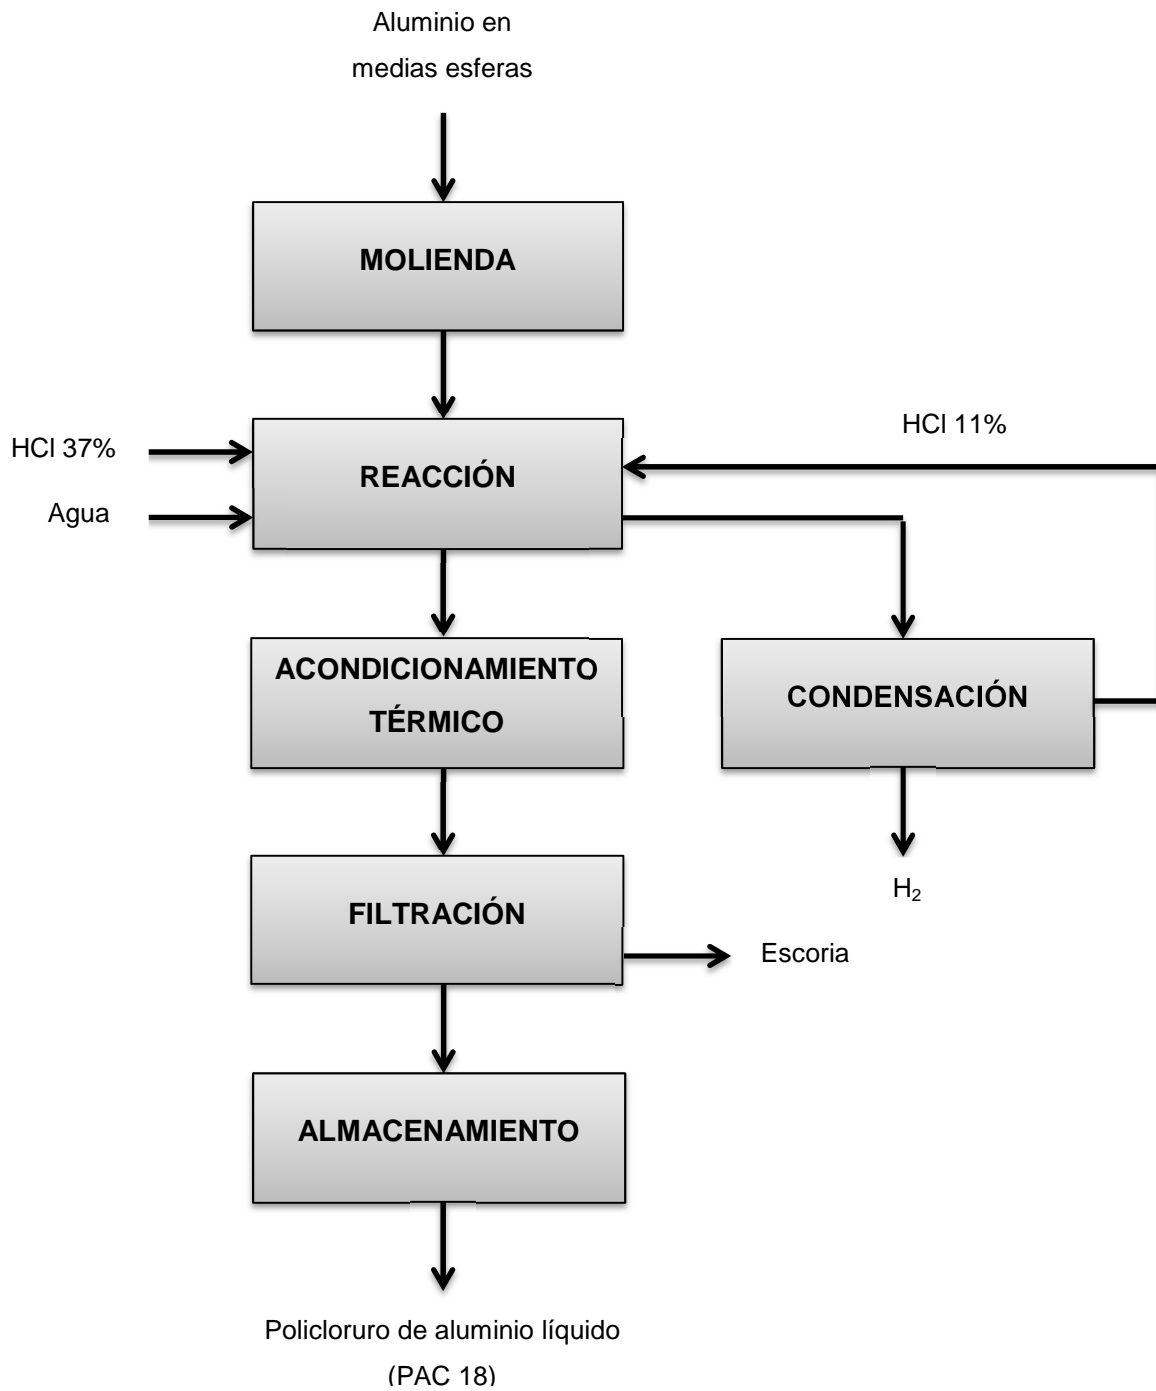 Aluminio en
medias esferas
MOLIENDA
HCl 11%
HCl 37%
REACCIÓN
Agua
ACONDICIONAMIENTO
TÉRMICO
CONDENSACIÓN
H₂
FILTRACIÓN
Escoria
ALMACENAMIENTO
Policloruro de aluminio líquido
(PAC 18)